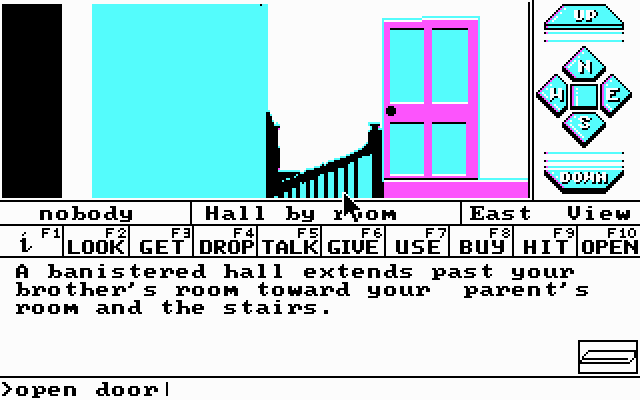 UP
N
W i E
S
DOWN
nobody Hall by room East View
i F1 LOOK F2 GET F3 DROP F4 TALK F5 GIVE F6 USE F7 BUY F8 HIT F9 OPEN F10
A banistered hall extends past your
brother's room toward your parent's
room and the stairs.
>open door